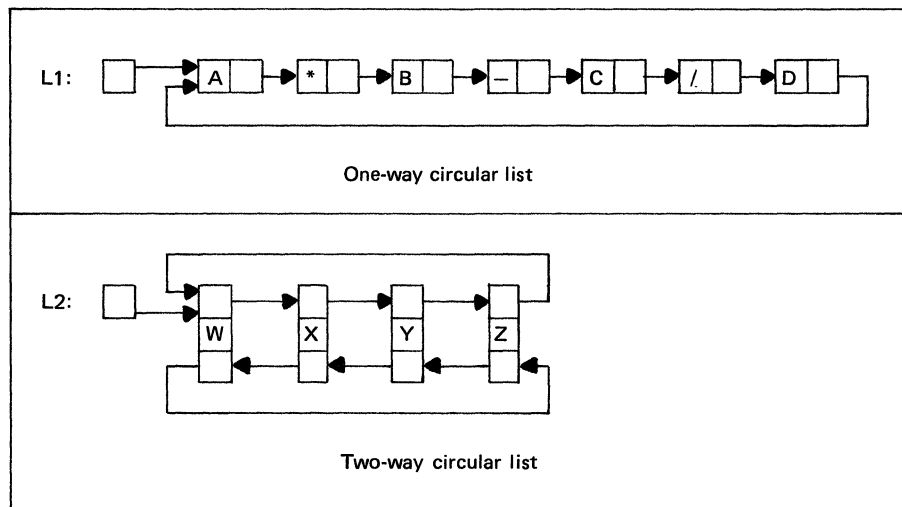 L1: A * B – C / D
One-way circular list
L2: W X Y Z
Two-way circular list